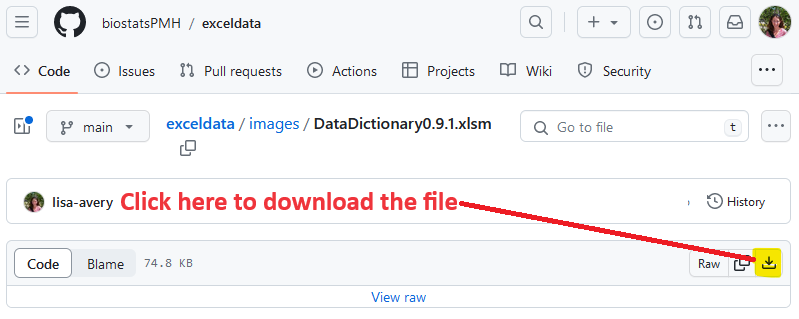 biostatsPMH / exceldata
Code Issues Pull requests Actions Projects Wiki Security
main exceldata / images / DataDictionary0.9.1.xlsm Go to file t
lisa-avery Click here to download the file History
Code Blame 74.8 KB Raw
View raw